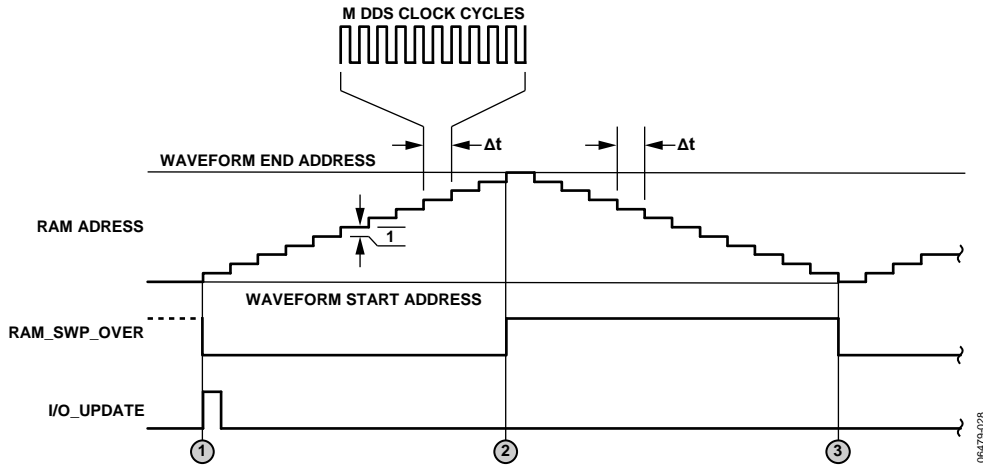 M DDS CLOCK CYCLES
Δt
Δt
WAVEFORM END ADDRESS
RAM ADRESS
1
WAVEFORM START ADDRESS
RAM_SWP_OVER
I/O_UPDATE
1
2
3
06479-028